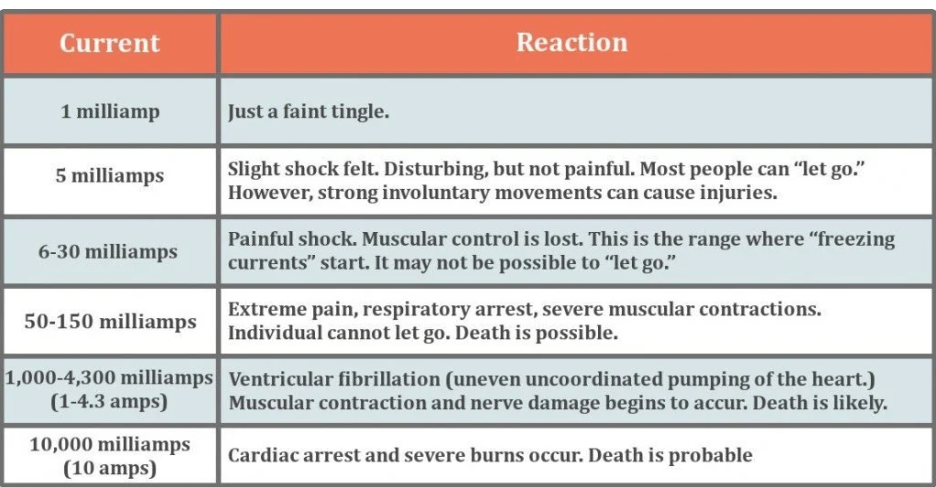 Current
Reaction
1 milliamp
Just a faint tingle.
5 milliamps
Slight shock felt. Disturbing, but not painful. Most people can “let go.”
However, strong involuntary movements can cause injuries.
6-30 milliamps
Painful shock. Muscular control is lost. This is the range where “freezing
currents” start. It may not be possible to “let go.”
50-150 milliamps
Extreme pain, respiratory arrest, severe muscular contractions.
Individual cannot let go. Death is possible.
1,000-4,300 milliamps
(1-4.3 amps)
Ventricular fibrillation (uneven uncoordinated pumping of the heart.)
Muscular contraction and nerve damage begins to accur. Death is likely.
10,000 milliamps
(10 amps)
Cardiac arrest and severe burns occur. Death is probable